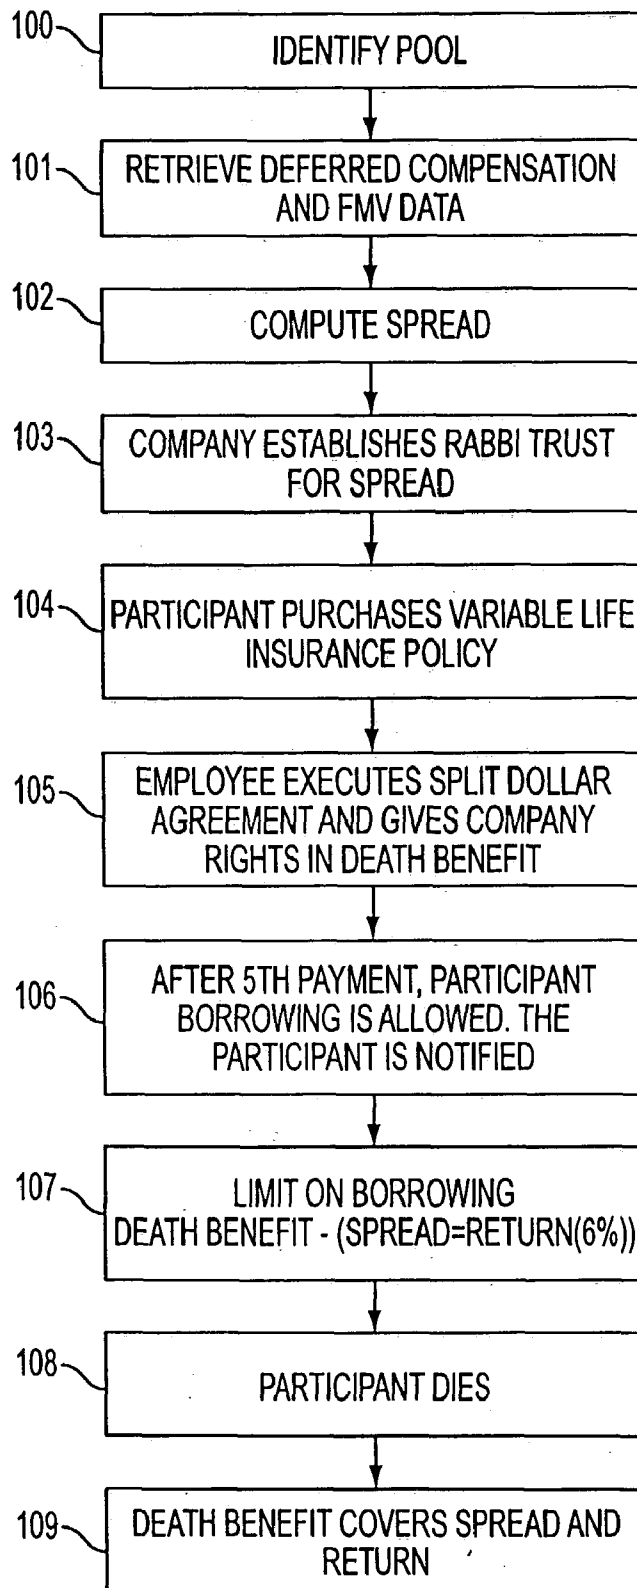 100
IDENTIFY POOL
101
RETRIEVE DEFERRED COMPENSATION
AND FMV DATA
102
COMPUTE SPREAD
103
COMPANY ESTABLISHES RABBI TRUST
FOR SPREAD
104
PARTICIPANT PURCHASES VARIABLE LIFE
INSURANCE POLICY
105
EMPLOYEE EXECUTES SPLIT DOLLAR
AGREEMENT AND GIVES COMPANY
RIGHTS IN DEATH BENEFIT
106
AFTER 5TH PAYMENT, PARTICIPANT
BORROWING IS ALLOWED. THE
PARTICIPANT IS NOTIFIED
107
LIMIT ON BORROWING
DEATH BENEFIT - (SPREAD=RETURN(6%))
108
PARTICIPANT DIES
109
DEATH BENEFIT COVERS SPREAD AND
RETURN